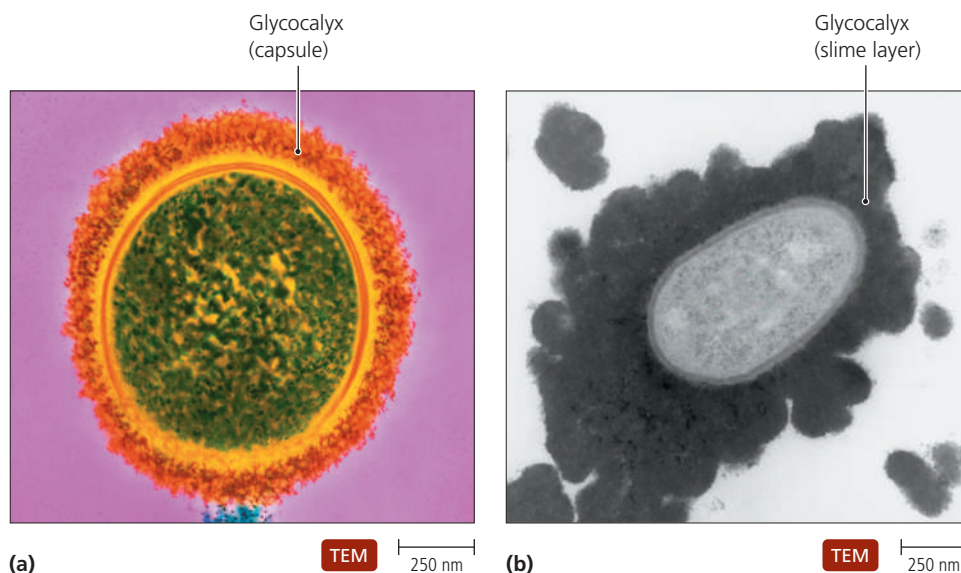 Glycocalyx
(capsule)
Glycocalyx
(slime layer)
(a)
TEM
250 nm
(b)
TEM
250 nm